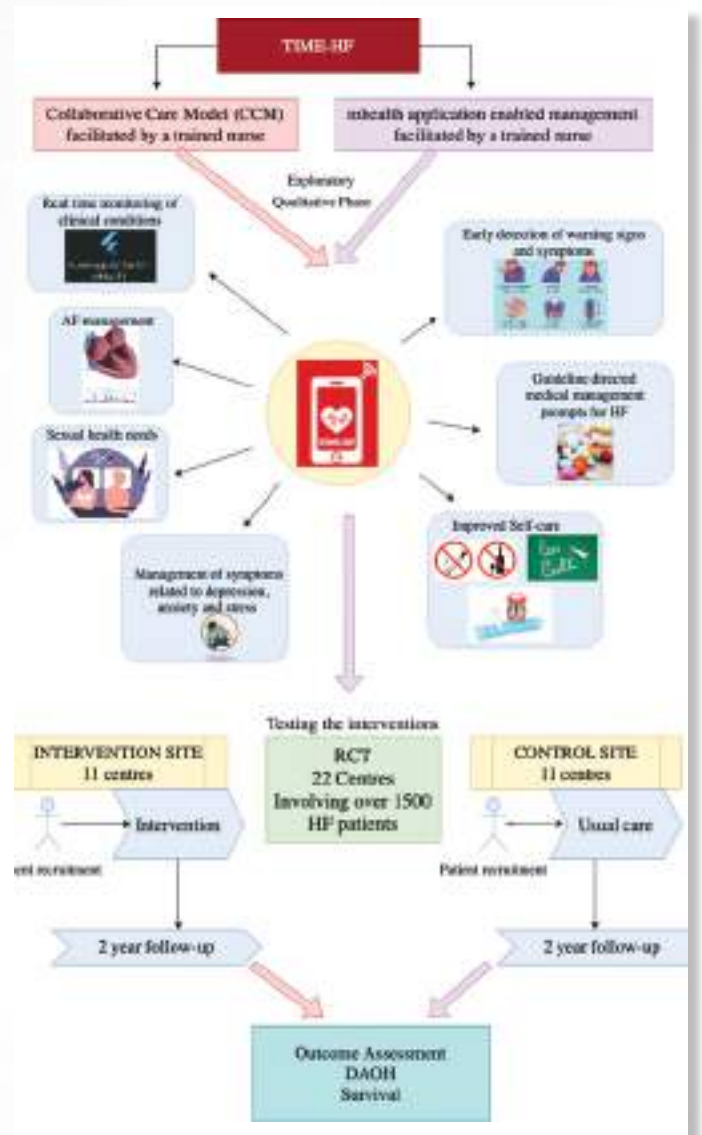 TIME-HF
Collaborative Care Model (CCM)
facilitated by a trained nurse
mhealth application enabled management
facilitated by a trained nurse
Exploratory
Qualitative Phase
Real time monitoring of
clinical conditions
Early detection of warning signs
and symptoms
AF management
Guideline directed
medical management
prompts for HF
Sexual health needs
Improved Self-care
Management of symptoms
related to depression,
anxiety and stress
Testing the interventions
INTERVENTION SITE
11 centres
RCT
22 Centres
Involving over 1500
HF patients
CONTROL SITE
11 centres
Intervention
Usual care
ent recruitment
Patient recruitment
2 year follow-up
2 year follow-up
Outcome Assessment
DAOH
Survival